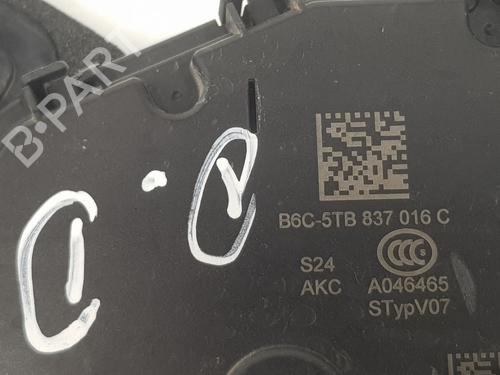 B-PARTS
B6C-5TB 837 016 C
S24
CCC S
A046465
AKC
STypV07